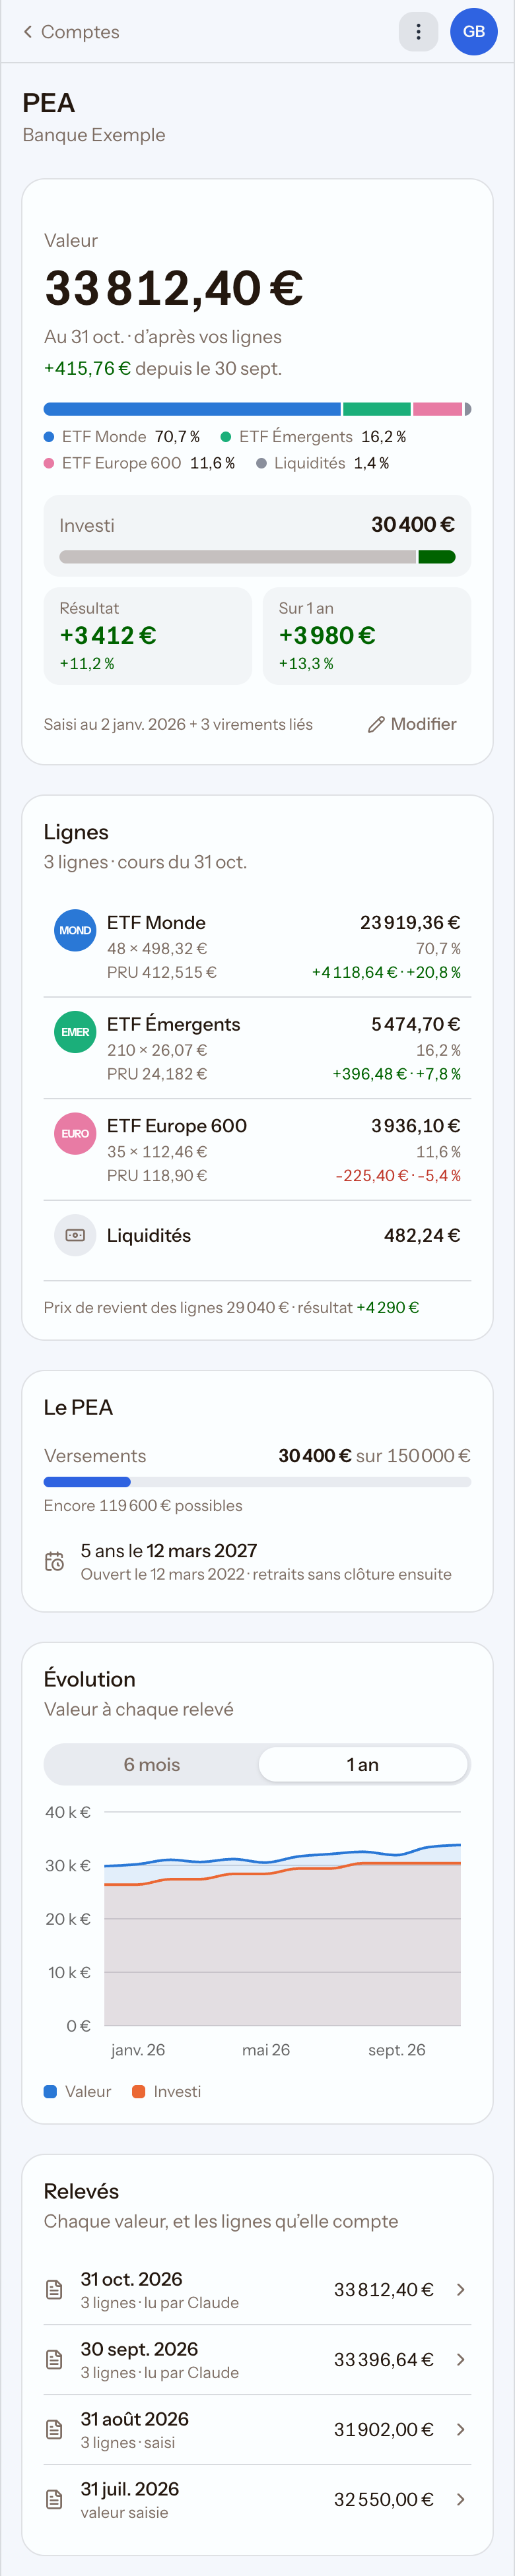 Comptes
GB
PEA
Banque Exemple
Valeur
33 812,40 €
Au 31 oct. · d’après vos lignes
+415,76 € depuis le 30 sept.
ETF Monde 70,7 % ETF Émergents 16,2 %
ETF Europe 600 11,6 % Liquidités 1,4 %
Investi 30 400 €
Résultat Sur 1 an
+3 412 € +3 980 €
+11,2 % +13,3 %
Saisi au 2 janv. 2026 + 3 virements liés Modifier
Lignes
3 lignes · cours du 31 oct.
MOND ETF Monde 23 919,36 €
48 × 498,32 € 70,7 %
PRU 412,515 € +4 118,64 € · +20,8 %
EMER ETF Émergents 5 474,70 €
210 × 26,07 € 16,2 %
PRU 24,182 € +396,48 € · +7,8 %
EURO ETF Europe 600 3 936,10 €
35 × 112,46 € 11,6 %
PRU 118,90 € -225,40 € · -5,4 %
Liquidités 482,24 €
Prix de revient des lignes 29 040 € · résultat +4 290 €
Le PEA
Versements 30 400 € sur 150 000 €
Encore 119 600 € possibles
5 ans le 12 mars 2027
Ouvert le 12 mars 2022 · retraits sans clôture ensuite
Évolution
Valeur à chaque relevé
6 mois 1 an
40 k €
30 k €
20 k €
10 k €
0 €
janv. 26 mai 26 sept. 26
Valeur Investi
Relevés
Chaque valeur, et les lignes qu’elle compte
31 oct. 2026 33 812,40 €
3 lignes · lu par Claude
30 sept. 2026 33 396,64 €
3 lignes · lu par Claude
31 août 2026 31 902,00 €
3 lignes · saisi
31 juil. 2026 32 550,00 €
valeur saisie